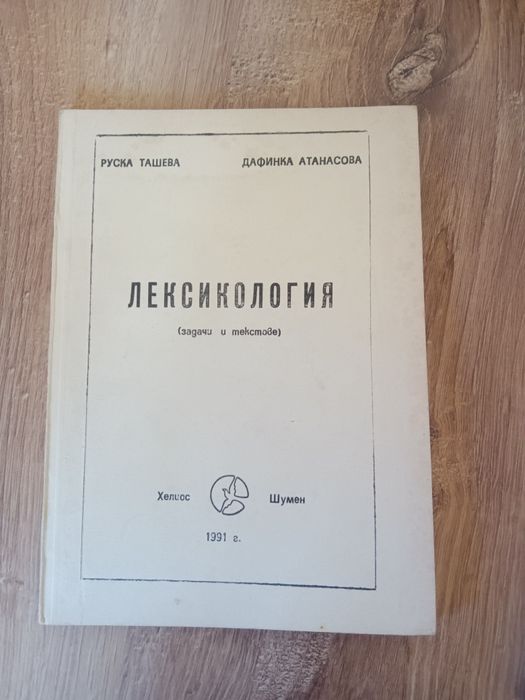 РУСКА ТАШЕВА ДАФИНКА АТАНАСОВА
ЛЕКСИКОЛОГИЯ
(задачи и текстове)
Хелиос Шумен
1991 г.